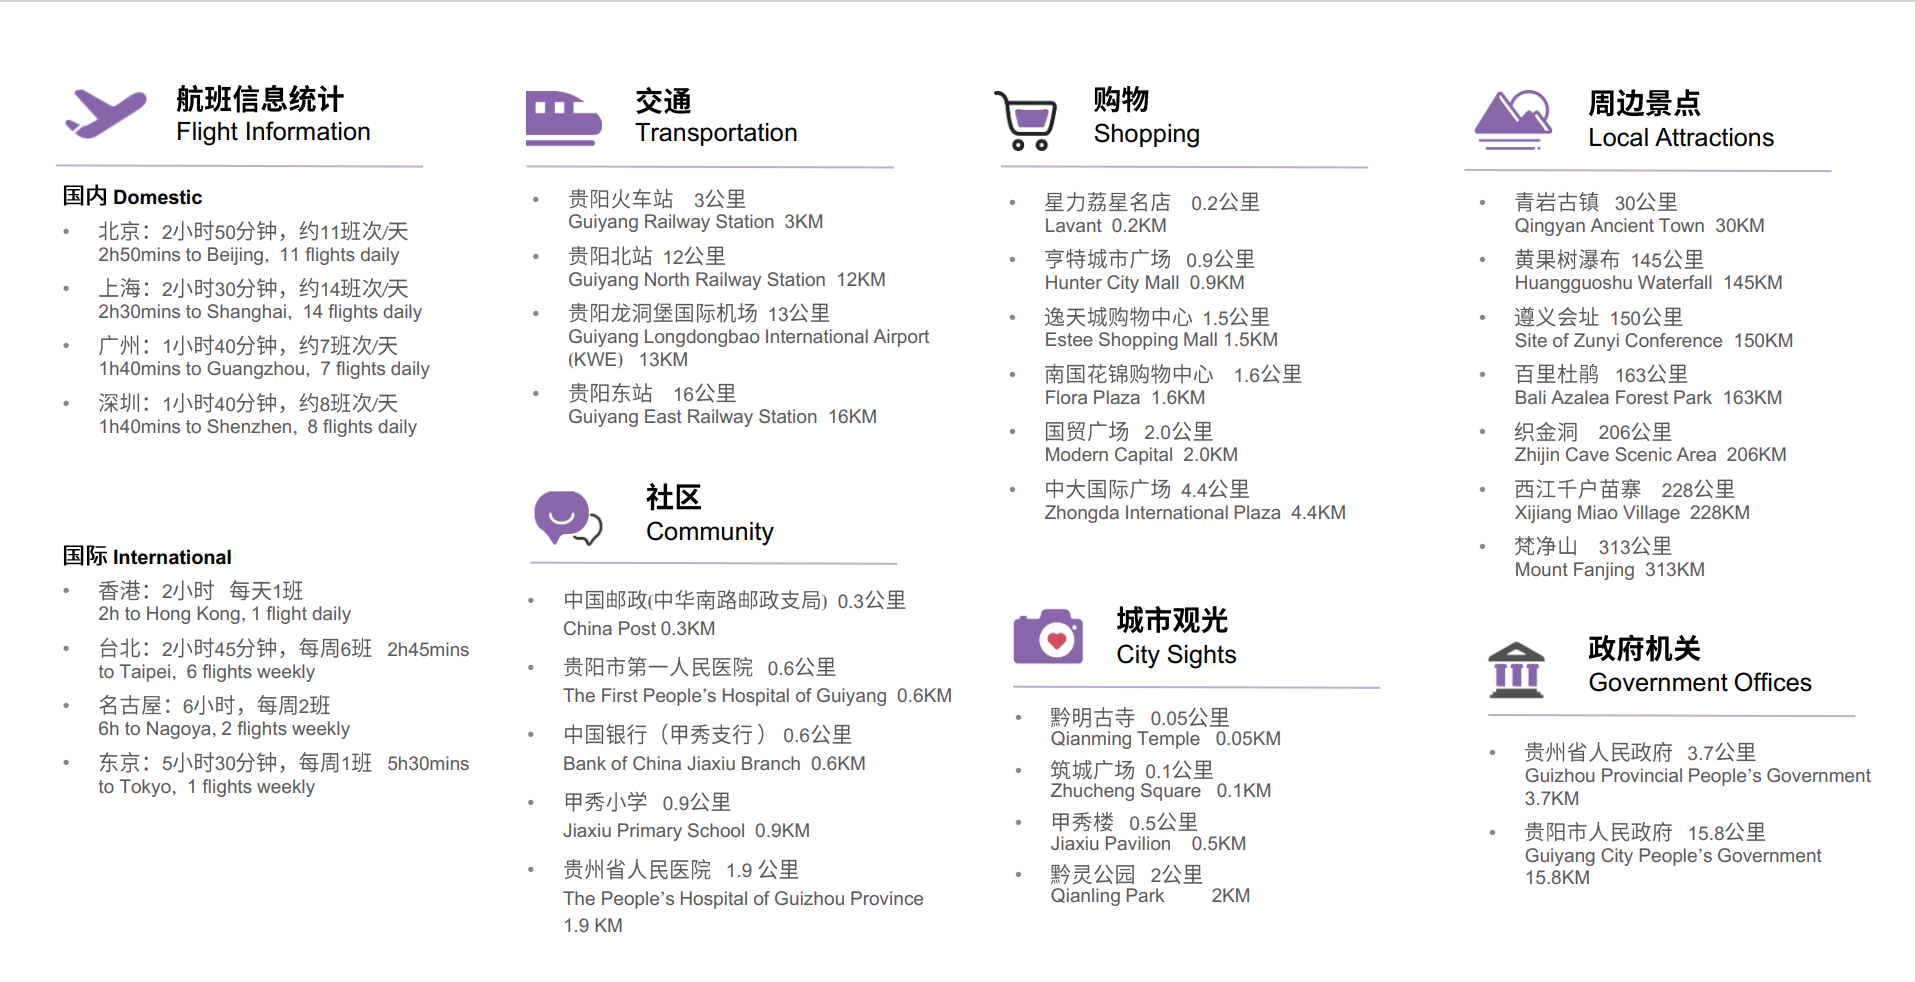 航班信息统计
Flight Information
国内 Domestic
• 北京：2小时50分钟，约11班次/天
2h50mins to Beijing, 11 flights daily
• 上海：2小时30分钟，约14班次/天
2h30mins to Shanghai, 14 flights daily
• 广州：1小时40分钟，约7班次/天
1h40mins to Guangzhou, 7 flights daily
• 深圳：1小时40分钟，约8班次/天
1h40mins to Shenzhen, 8 flights daily
国际 International
• 香港：2小时 每天1班
2h to Hong Kong, 1 flight daily
• 台北：2小时45分钟，每周6班 2h45mins
to Taipei, 6 flights weekly
• 名古屋：6小时，每周2班
6h to Nagoya, 2 flights weekly
• 东京：5小时30分钟，每周1班 5h30mins
to Tokyo, 1 flights weekly
交通
Transportation
• 贵阳火车站 3公里
Guiyang Railway Station 3KM
• 贵阳北站 12公里
Guiyang North Railway Station 12KM
• 贵阳龙洞堡国际机场 13公里
Guiyang Longdongbao International Airport
(KWE) 13KM
• 贵阳东站 16公里
Guiyang East Railway Station 16KM
社区
Community
• 中国邮政(中华南路邮政支局) 0.3公里
China Post 0.3KM
• 贵阳市第一人民医院 0.6公里
The First People’s Hospital of Guiyang 0.6KM
• 中国银行（甲秀支行） 0.6公里
Bank of China Jiaxiu Branch 0.6KM
• 甲秀小学 0.9公里
Jiaxiu Primary School 0.9KM
• 贵州省人民医院 1.9 公里
The People’s Hospital of Guizhou Province
1.9 KM
购物
Shopping
• 星力荔星名店 0.2公里
Lavant 0.2KM
• 亨特城市广场 0.9公里
Hunter City Mall 0.9KM
• 逸天城购物中心 1.5公里
Estee Shopping Mall 1.5KM
• 南国花锦购物中心 1.6公里
Flora Plaza 1.6KM
• 国贸广场 2.0公里
Modern Capital 2.0KM
• 中大国际广场 4.4公里
Zhongda International Plaza 4.4KM
城市观光
City Sights
• 黔明古寺 0.05公里
Qianming Temple 0.05KM
• 筑城广场 0.1公里
Zhucheng Square 0.1KM
• 甲秀楼 0.5公里
Jiaxiu Pavilion 0.5KM
• 黔灵公园 2公里
Qianling Park 2KM
周边景点
Local Attractions
• 青岩古镇 30公里
Qingyan Ancient Town 30KM
• 黄果树瀑布 145公里
Huangguoshu Waterfall 145KM
• 遵义会址 150公里
Site of Zunyi Conference 150KM
• 百里杜鹃 163公里
Bali Azalea Forest Park 163KM
• 织金洞 206公里
Zhijin Cave Scenic Area 206KM
• 西江千户苗寨 228公里
Xijiang Miao Village 228KM
• 梵净山 313公里
Mount Fanjing 313KM
政府机关
Government Offices
• 贵州省人民政府 3.7公里
Guizhou Provincial People’s Government
3.7KM
• 贵阳市人民政府 15.8公里
Guiyang City People’s Government
15.8KM